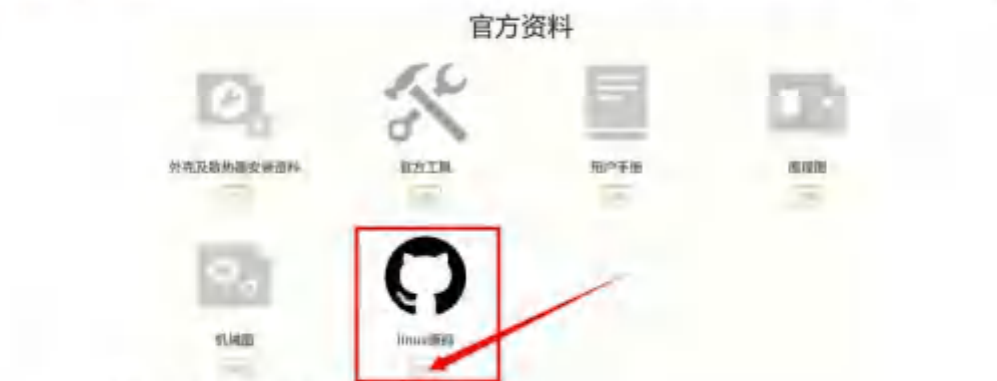 官方资料
外壳及散热器安装资料
官方工具
用户手册
原理图
机械图
linux源码